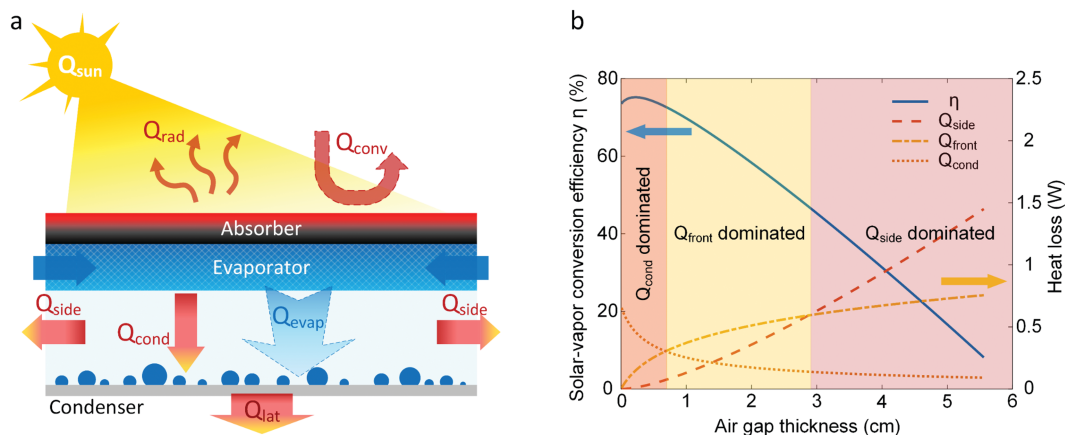 a
Qsun
Qrad
Qconv
Absorber
Evaporator
Qside
Qcond
Qevap
Qside
Condenser
Qlat
b
Solar-vapor conversion efficiency η (%)
80
60
40
20
0
η
Qside
Qfront
Qcond
Qcond dominated
Qfront dominated
Qside dominated
2.5
2
1.5
1
0.5
0
Heat loss (W)
0 1 2 3 4 5 6
Air gap thickness (cm)